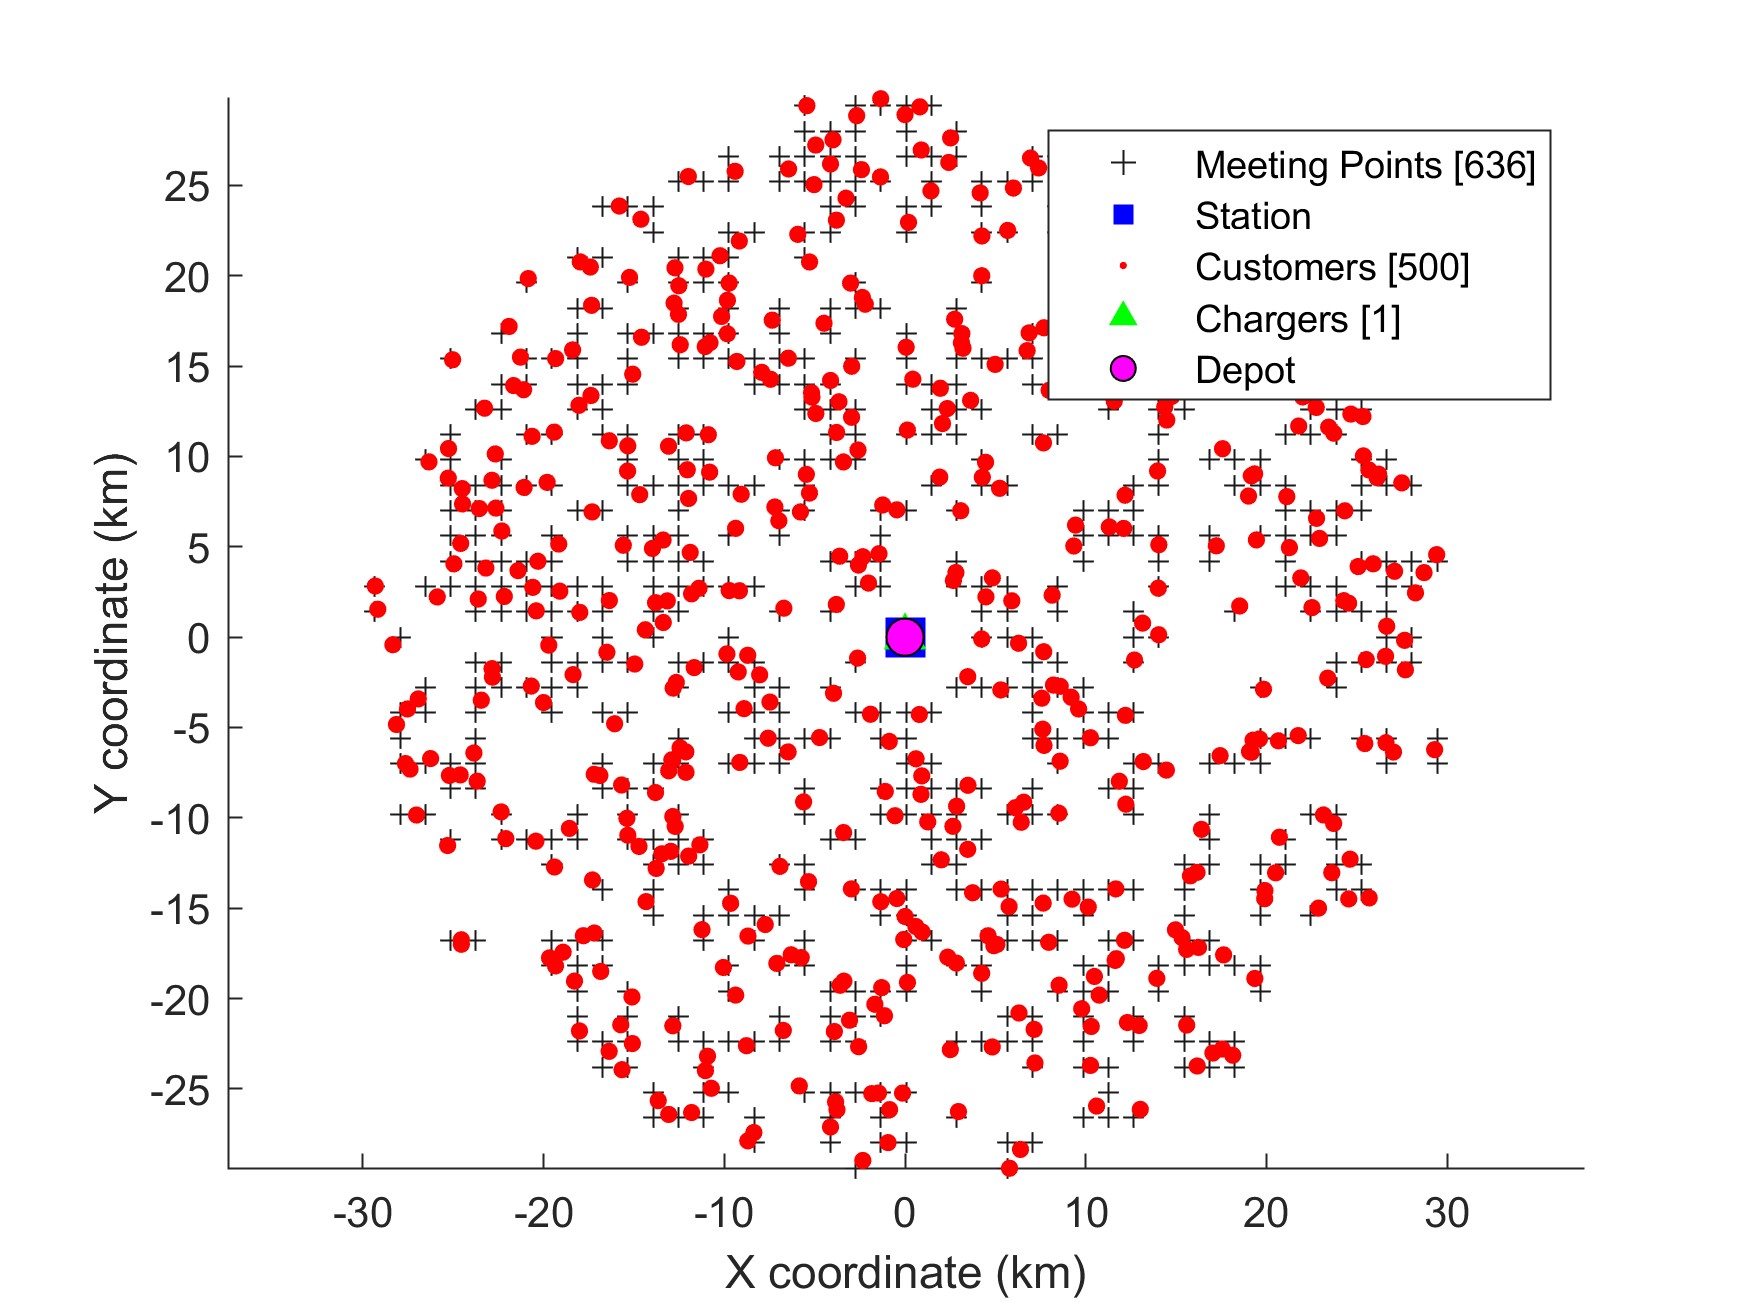 Meeting Points [636]
Station
Customers [500]
Chargers [1]
Depot
25
20
15
10
5
0
-5
-10
-15
-20
-25
Y coordinate (km)
-30 -20 -10 0 10 20 30
X coordinate (km)